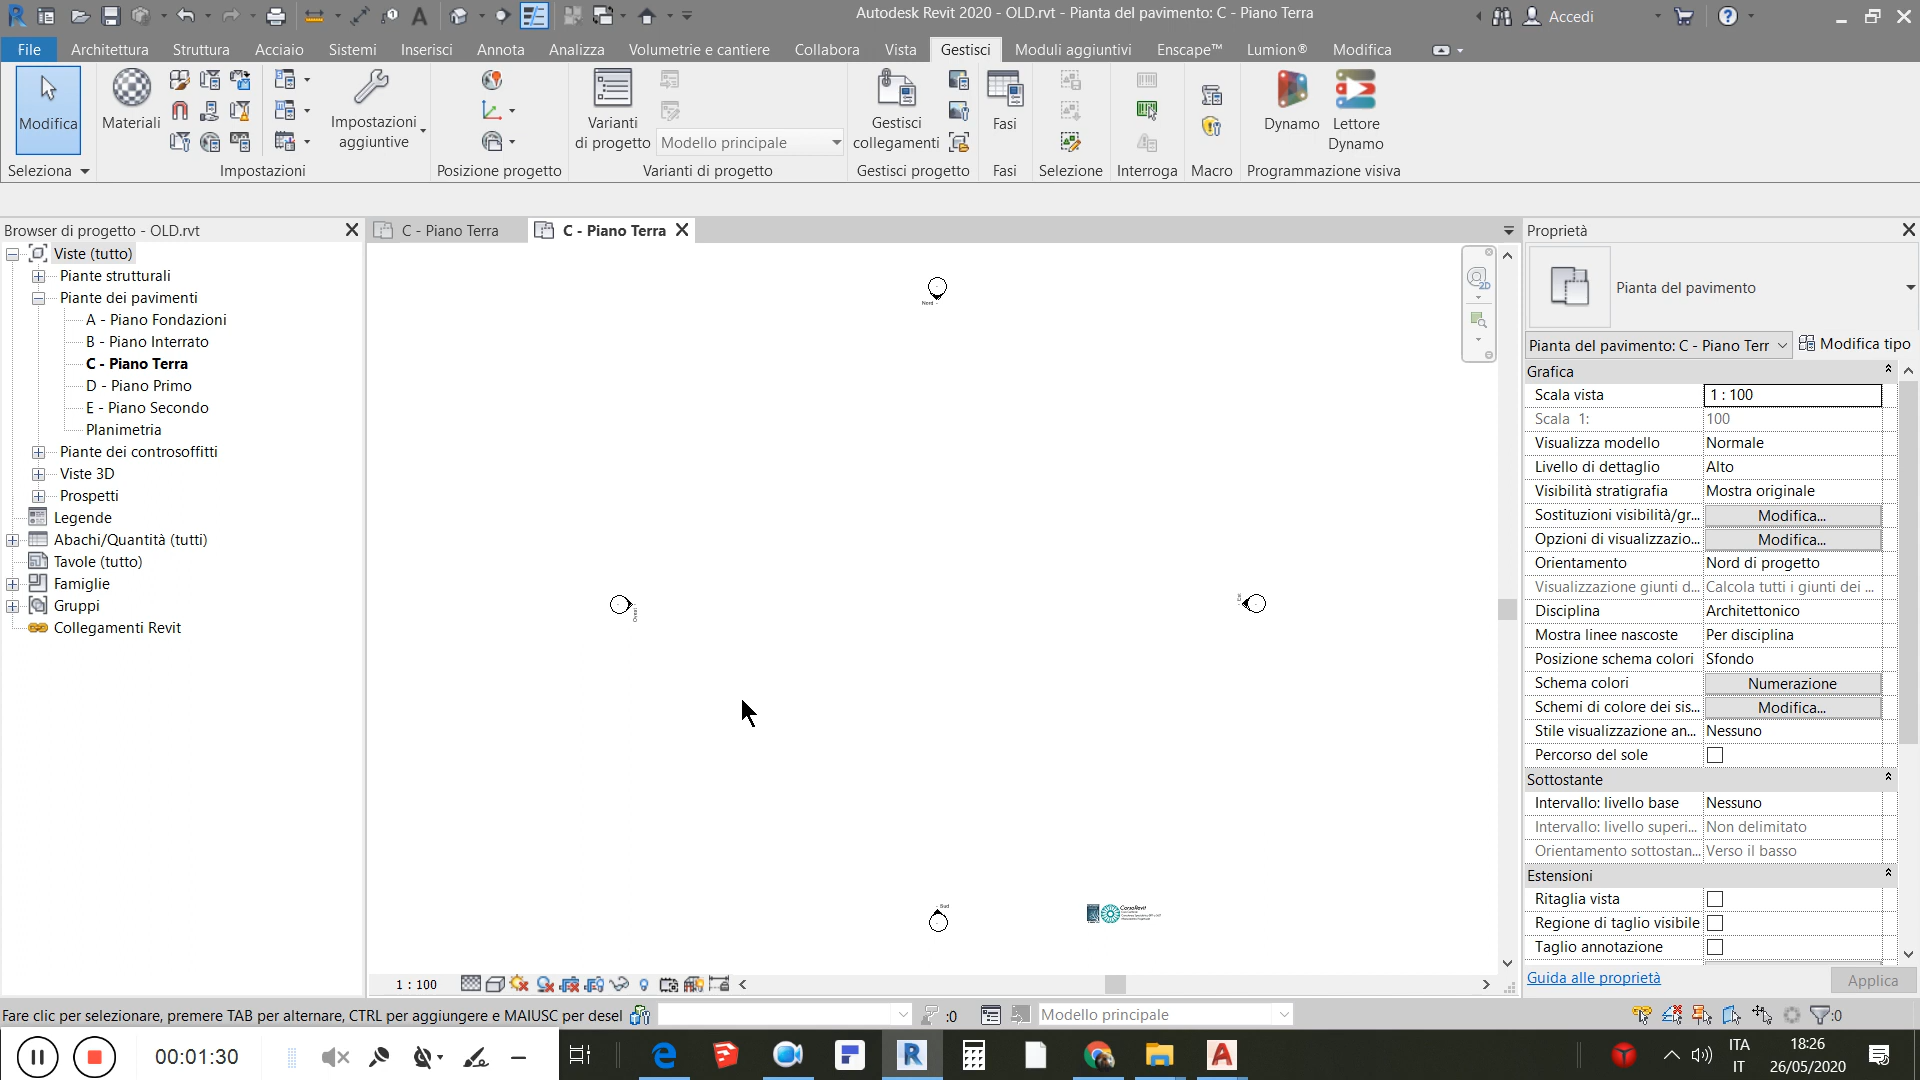 Autodesk Revit 2020 - OLD.rvt - Pianta del pavimento: C - Piano Terra
Accedi
File Architettura Struttura Acciaio Sistemi Inserisci Annota Analizza Volumetrie e cantiere Collabora Vista Gestisci Moduli aggiuntivi Enscape™ Lumion® Modifica
Modifica
Materiali
Impostazioni
aggiuntive
Varianti
di progetto
Modello principale
Gestisci
collegamenti
Fasi
Dynamo
Lettore
Dynamo
Seleziona Impostazioni Posizione progetto Varianti di progetto Gestisci progetto Fasi Selezione Interroga Macro Programmazione visiva
Browser di progetto - OLD.rvt
Viste (tutto)
Piante strutturali
Piante dei pavimenti
A - Piano Fondazioni
B - Piano Interrato
C - Piano Terra
D - Piano Primo
E - Piano Secondo
Planimetria
Piante dei controsoffitti
Viste 3D
Prospetti
Legende
Abachi/Quantità (tutti)
Tavole (tutto)
Famiglie
Gruppi
Collegamenti Revit
C - Piano Terra
C - Piano Terra
2D
Nord
Ovest
Est
Sud
CorsoRevit
1 : 100
Proprietà
Pianta del pavimento
Pianta del pavimento: C - Piano Terr
Modifica tipo
Grafica
Scala vista 1 : 100
Scala 1: 100
Visualizza modello Normale
Livello di dettaglio Alto
Visibilità stratigrafia Mostra originale
Sostituzioni visibilità/gr... Modifica...
Opzioni di visualizzazio... Modifica...
Orientamento Nord di progetto
Visualizzazione giunti d... Calcola tutti i giunti dei ...
Disciplina Architettonico
Mostra linee nascoste Per disciplina
Posizione schema colori Sfondo
Schema colori Numerazione
Schemi di colore dei sis... Modifica...
Stile visualizzazione an... Nessuno
Percorso del sole
Sottostante
Intervallo: livello base Nessuno
Intervallo: livello superi... Non delimitato
Orientamento sottostan... Verso il basso
Estensioni
Ritaglia vista
Regione di taglio visibile
Taglio annotazione
Guida alle proprietà
Applica
Fare clic per selezionare, premere TAB per alternare, CTRL per aggiungere e MAIUSC per desel
:0
Modello principale
:0
00:01:30
ITA
IT
18:26
26/05/2020